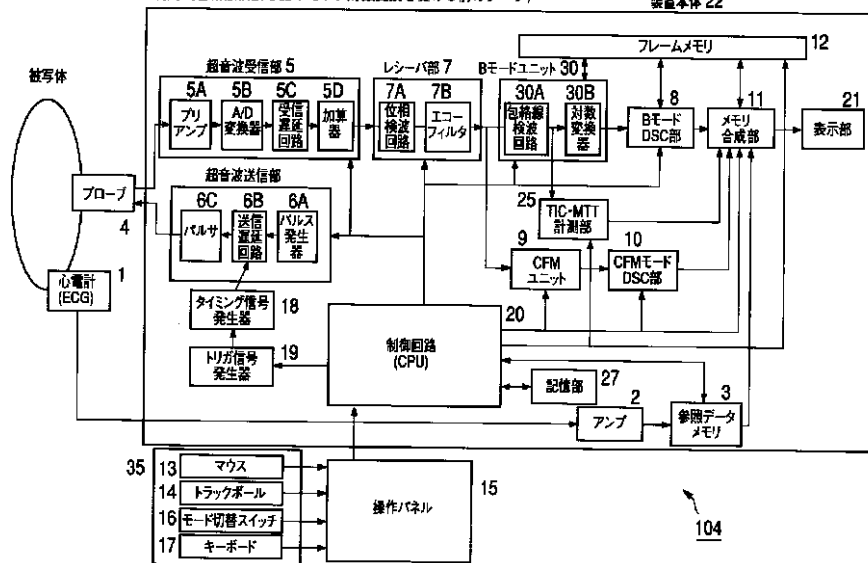 装置本体 22
フレームメモリ
12
被写体
超音波受信部 5
レシーバ部 7
Bモードユニット 30
5A
5B
5C
5D
7A
7B
30A
30B
8
11
21
プリ
アンプ
A/D
変換器
受信
遅延
回路
加算
器
位相
検波
回路
エコー
フィルタ
包絡線
検波
回路
対数
変換
器
Bモード
DSC部
メモリ
合成部
表示部
プローブ
4
超音波送信部
6C
6B
6A
パルサ
送信
遅延
回路
パルス発
生器
25
TIC・MTT
計測部
9
10
CFM
ユニット
CFMモード
DSC部
1
心電計
(ECG)
タイミング信号
発生器
18
トリガ信号
発生器
19
20
制御回路
(CPU)
記憶部
27
2
3
アンプ
参照データ
メモリ
35
13
マウス
14
トラックボール
16
モード切替スイッチ
17
キーボード
操作パネル
15
104